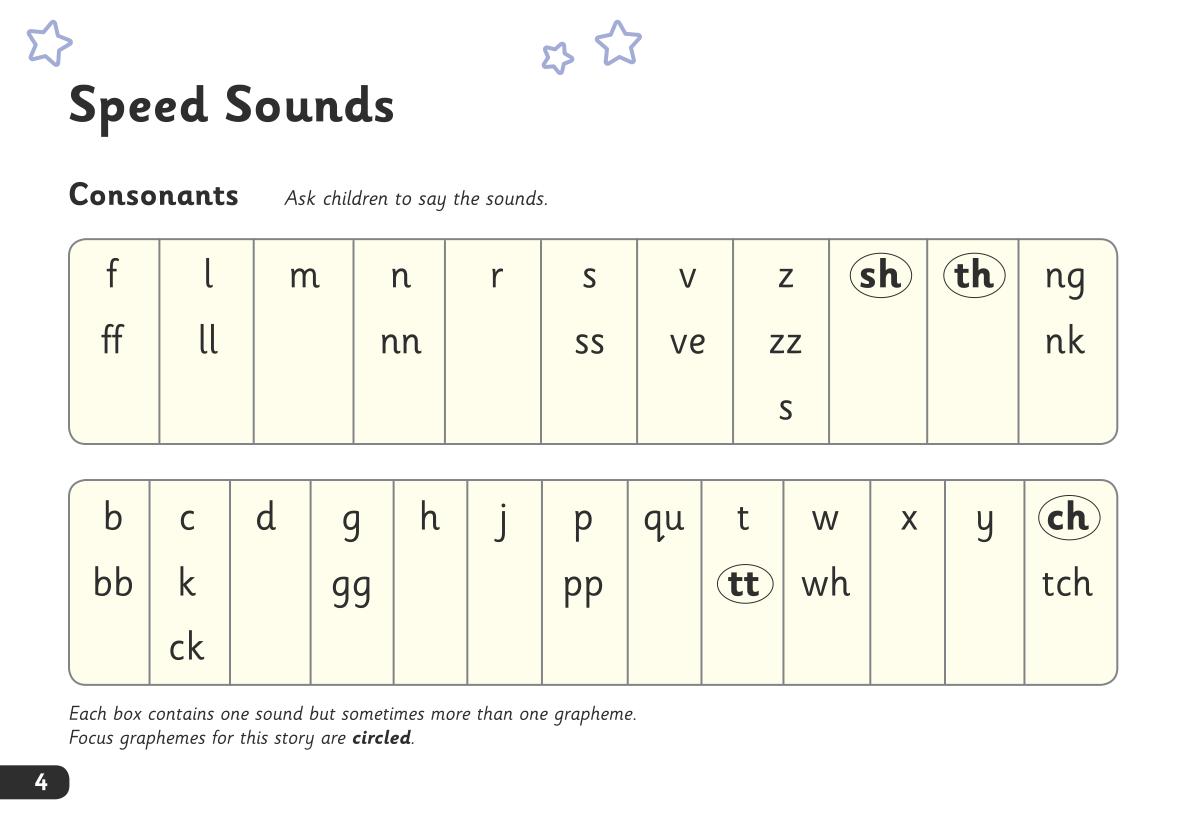 Speed Sounds
Consonants Ask children to say the sounds.
f l m n r s v z sh th ng
ff ll nn ss ve zz nk
s
b c d g h j p qu t w x y ch
bb k gg pp tt wh tch
ck
Each box contains one sound but sometimes more than one grapheme.
Focus graphemes for this story are circled.
4